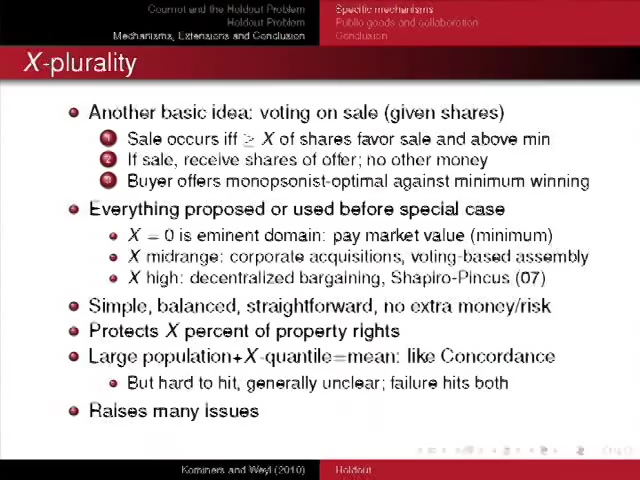 Cournot and the Holdout Problem
Holdout Problem
Mechanisms, Extensions and Conclusion
Specific mechanisms
Public goods and collaboration
Conclusion
X-plurality
Another basic idea: voting on sale (given shares)
1 Sale occurs iff ≥ X of shares favor sale and above min
2 If sale, receive shares of offer; no other money
3 Buyer offers monopsonist-optimal against minimum winning
Everything proposed or used before special case
X = 0 is eminent domain: pay market value (minimum)
X midrange: corporate acquisitions, voting-based assembly
X high: decentralized bargaining, Shapiro-Pincus (07)
Simple, balanced, straightforward, no extra money/risk
Protects X percent of property rights
Large population+X-quantile=mean: like Concordance
But hard to hit, generally unclear; failure hits both
Raises many issues
Kominers and Weyl (2010)
Holdout